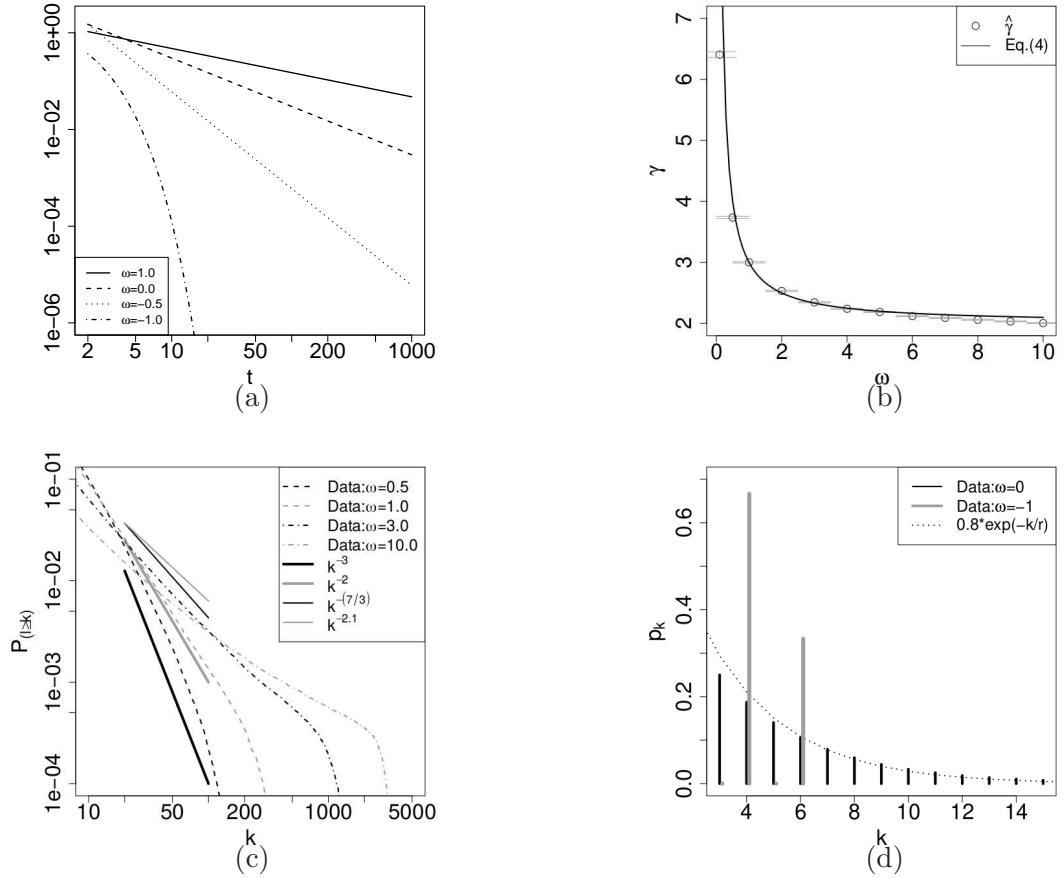 1e+00
1e−02
1e−04
1e−06
ω=1.0
ω=0.0
ω=−0.5
ω=−1.0
2 5 10 50 200 1000
t
(a)
7
6
5
4
3
2
γ
γ̂
Eq.(4)
0 2 4 6 8 10
ω
(b)
1e−01
1e−02
1e−03
1e−04
P(l≥k)
Data:ω=0.5
Data:ω=1.0
Data:ω=3.0
Data:ω=10.0
k^−3
k^−2
k^−(7/3)
k^−2.1
10 50 200 1000 5000
k
(c)
0.6
0.4
0.2
0.0
p_k
Data:ω=0
Data:ω=−1
0.8*exp(−k/r)
4 6 8 10 12 14
k
(d)